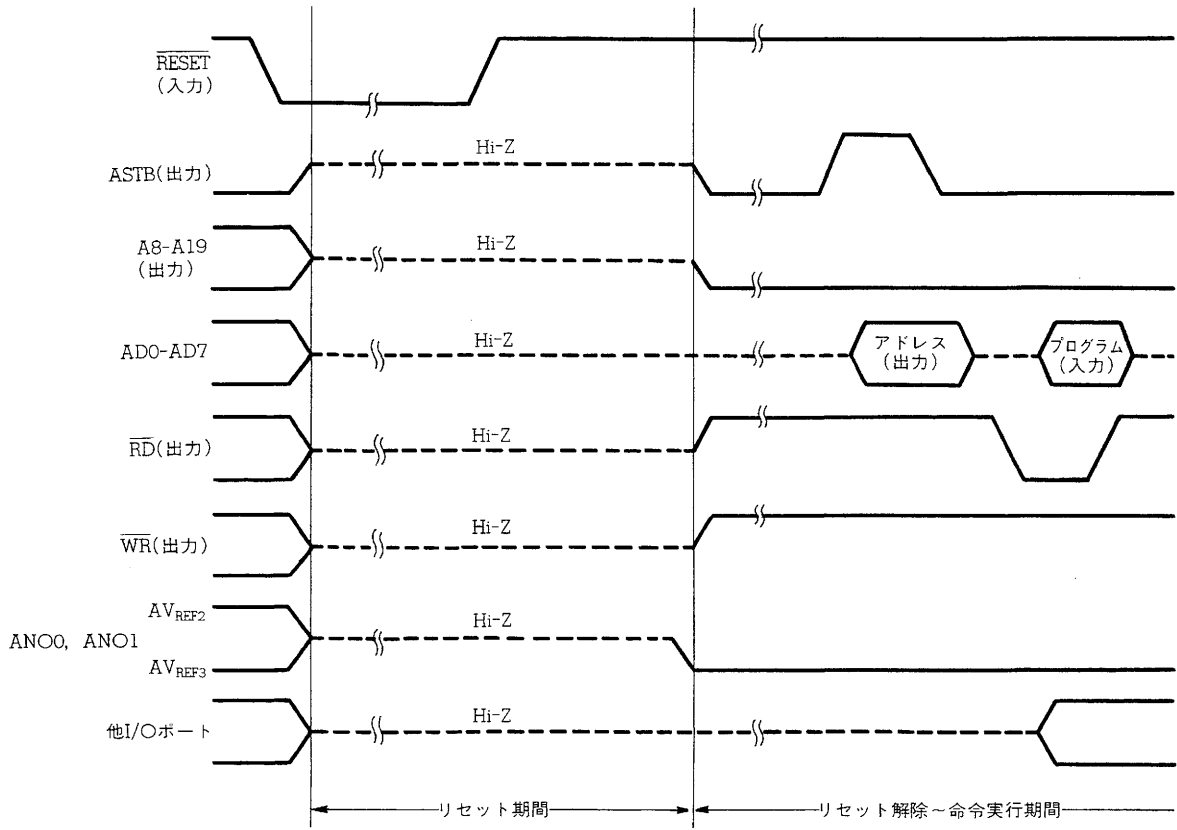 RESET
(入力)
ASTB(出力)
Hi-Z
A8-A19
(出力)
Hi-Z
AD0-AD7
Hi-Z
アドレス
(出力)
プログラム
(入力)
RD(出力)
Hi-Z
WR(出力)
Hi-Z
AVREF2
ANO0, ANO1
AVREF3
Hi-Z
他I/Oポート
Hi-Z
リセット期間
リセット解除~命令実行期間